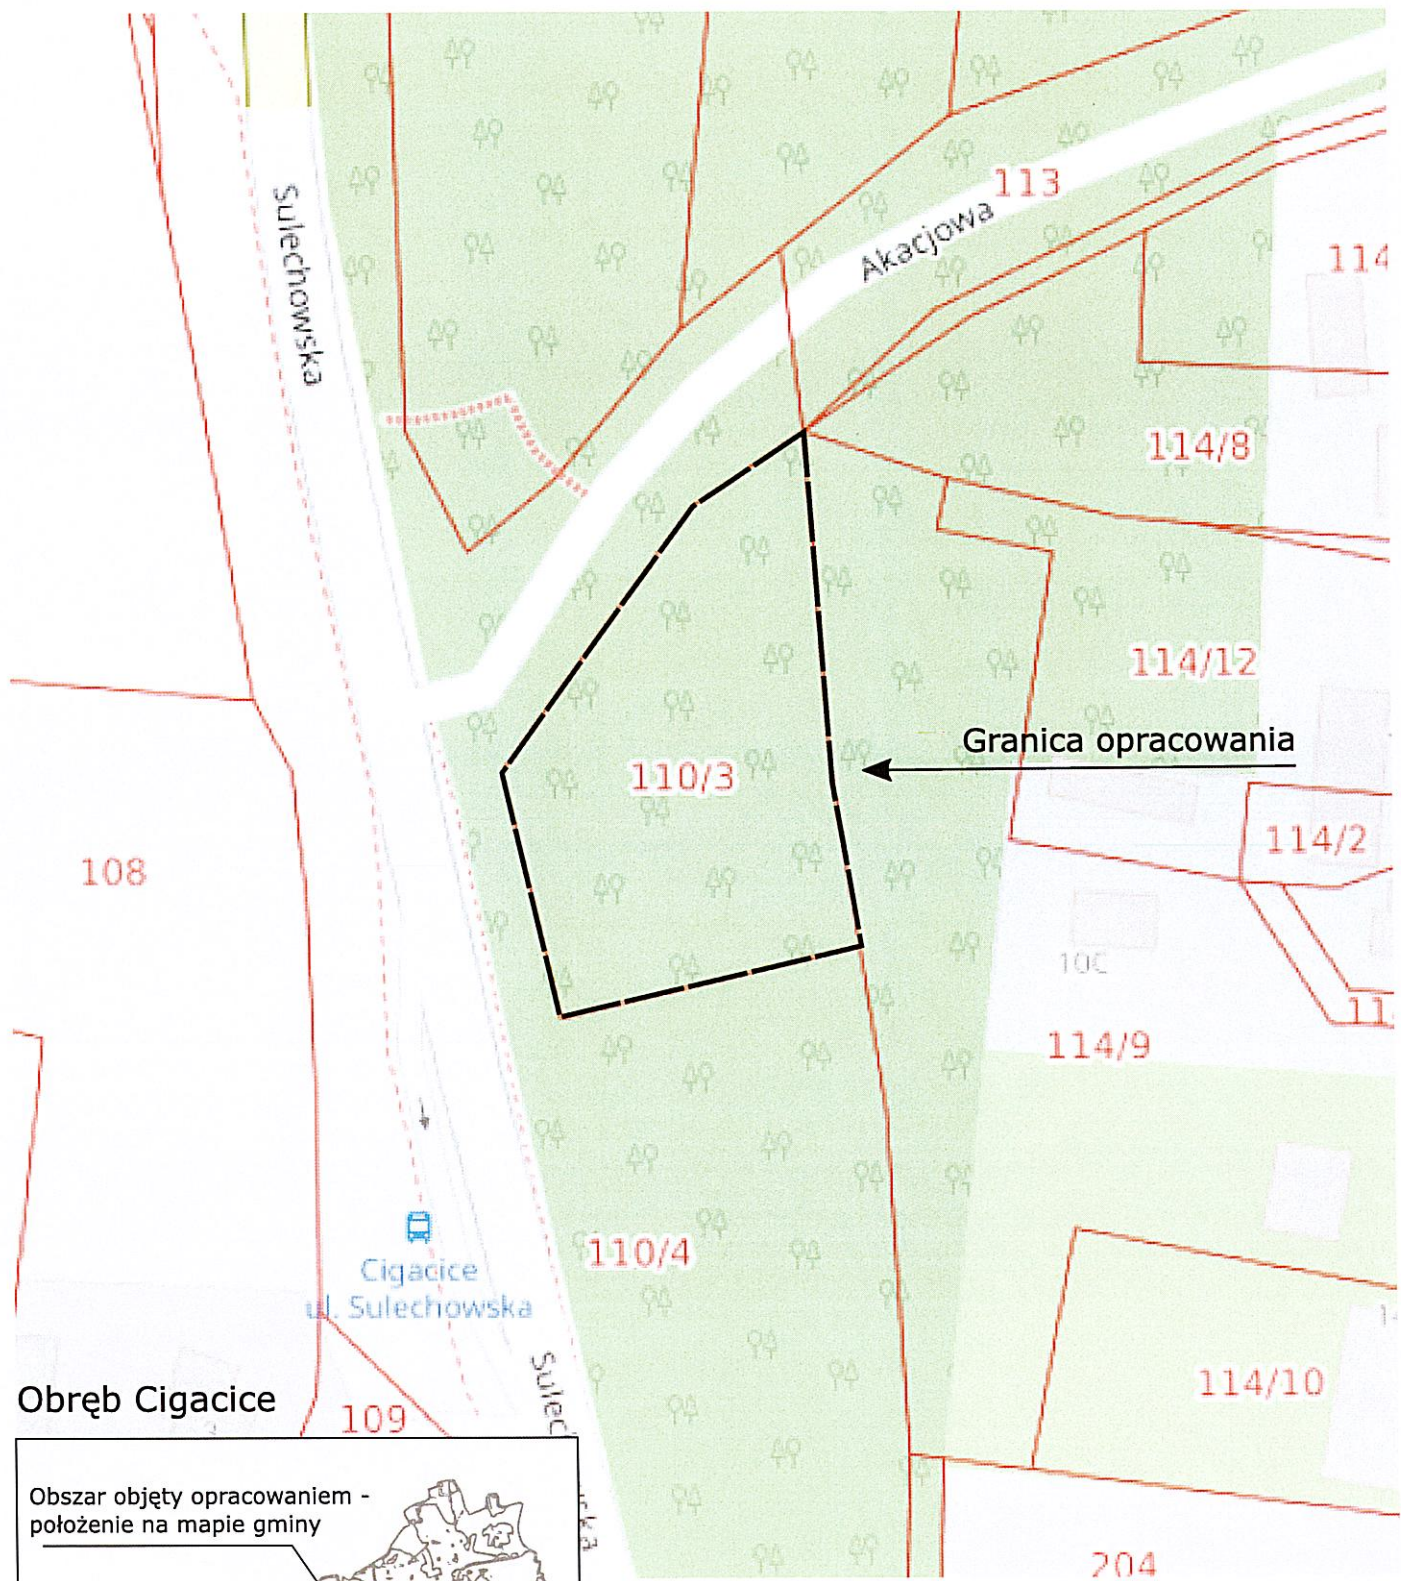 Sulechowska
113
Akacjowa
114
114/8
114/12
Granica opracowania
110/3
114/2
108
10C
114/9
110/4
Cigacice
ul. Sulechowska
114/10
Obręb Cigacice
109
Obszar objęty opracowaniem -
położenie na mapie gminy
204